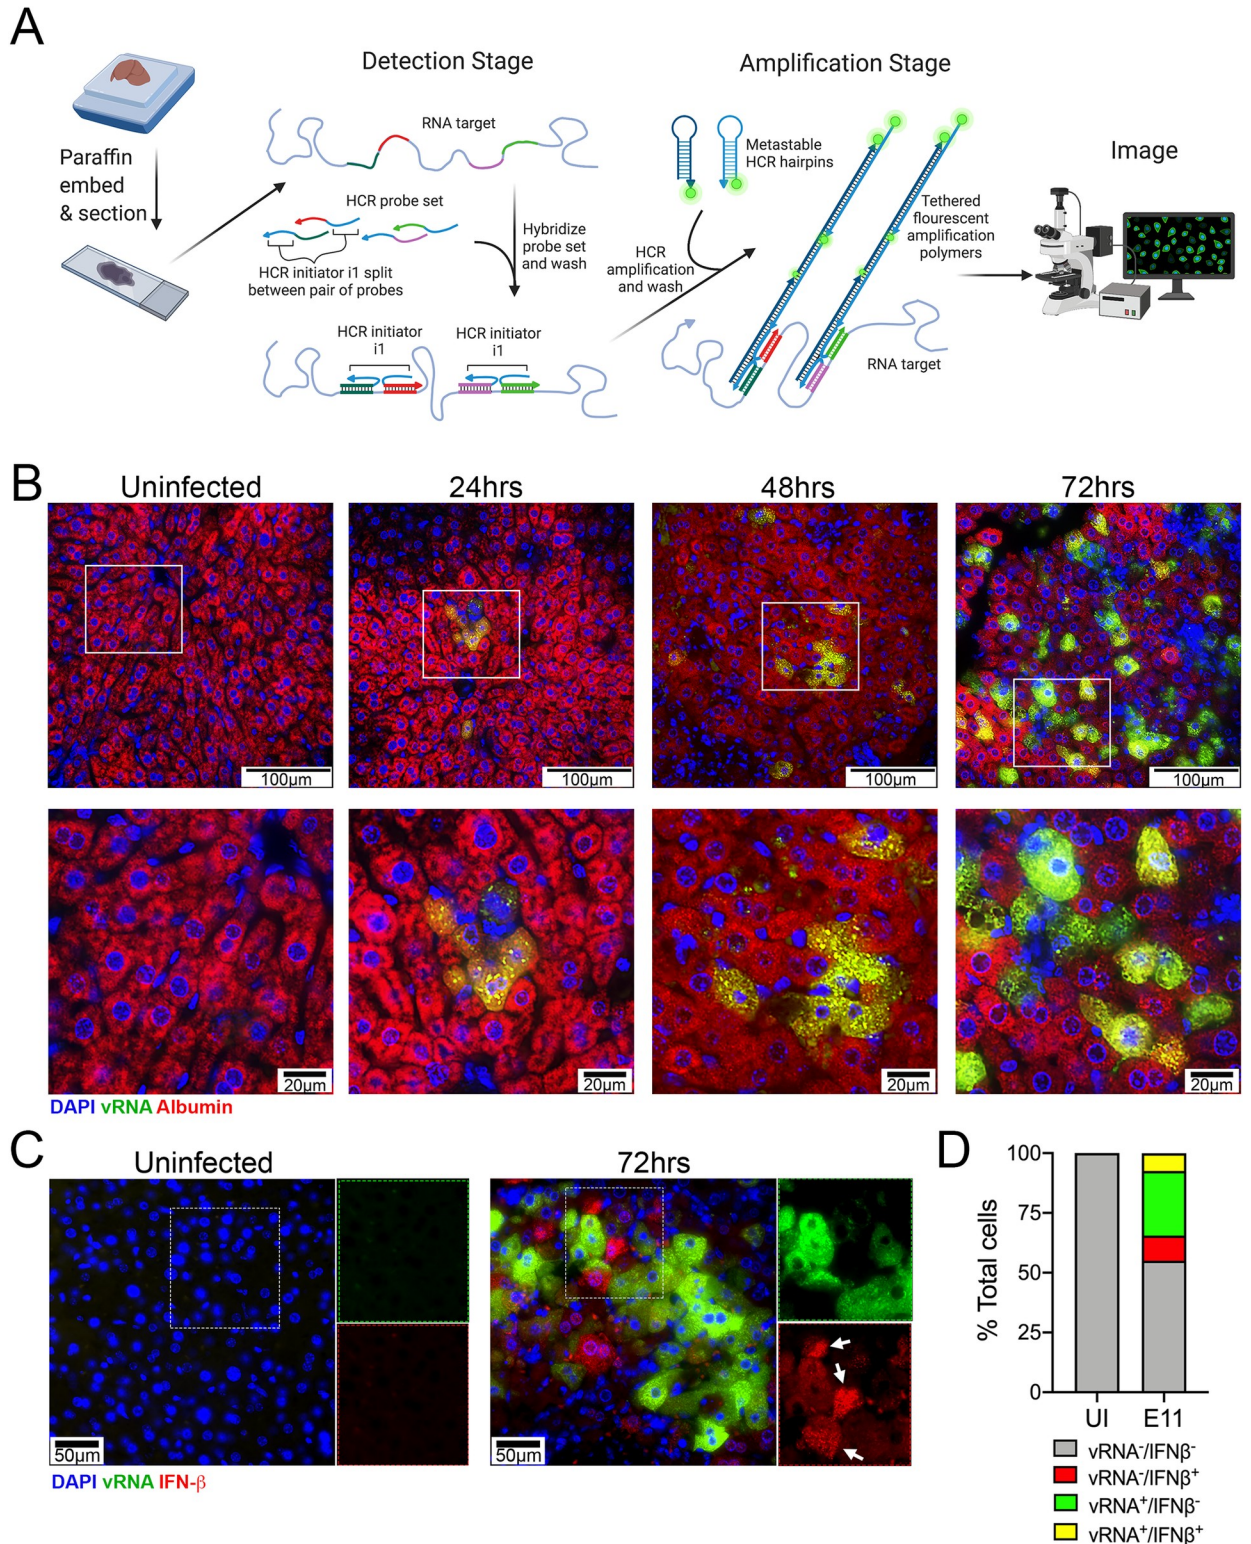 A
Detection Stage
Amplification Stage
Image
Paraffin
embed
& section
RNA target
HCR probe set
HCR initiator i1 split
between pair of probes
Hybridize
probe set
and wash
HCR initiator
i1
HCR initiator
i1
Metastable
HCR hairpins
HCR
amplification
and wash
Tethered
flourescent
amplification
polymers
RNA target
B
Uninfected
24hrs
48hrs
72hrs
100µm
100µm
100µm
100µm
20µm
20µm
20µm
20µm
DAPI vRNA Albumin
C
Uninfected
72hrs
50µm
50µm
DAPI vRNA IFN-β
D
% Total cells
100
75
50
25
0
UI
E11
vRNA⁻/IFNβ⁻
vRNA⁻/IFNβ⁺
vRNA⁺/IFNβ⁻
vRNA⁺/IFNβ⁺